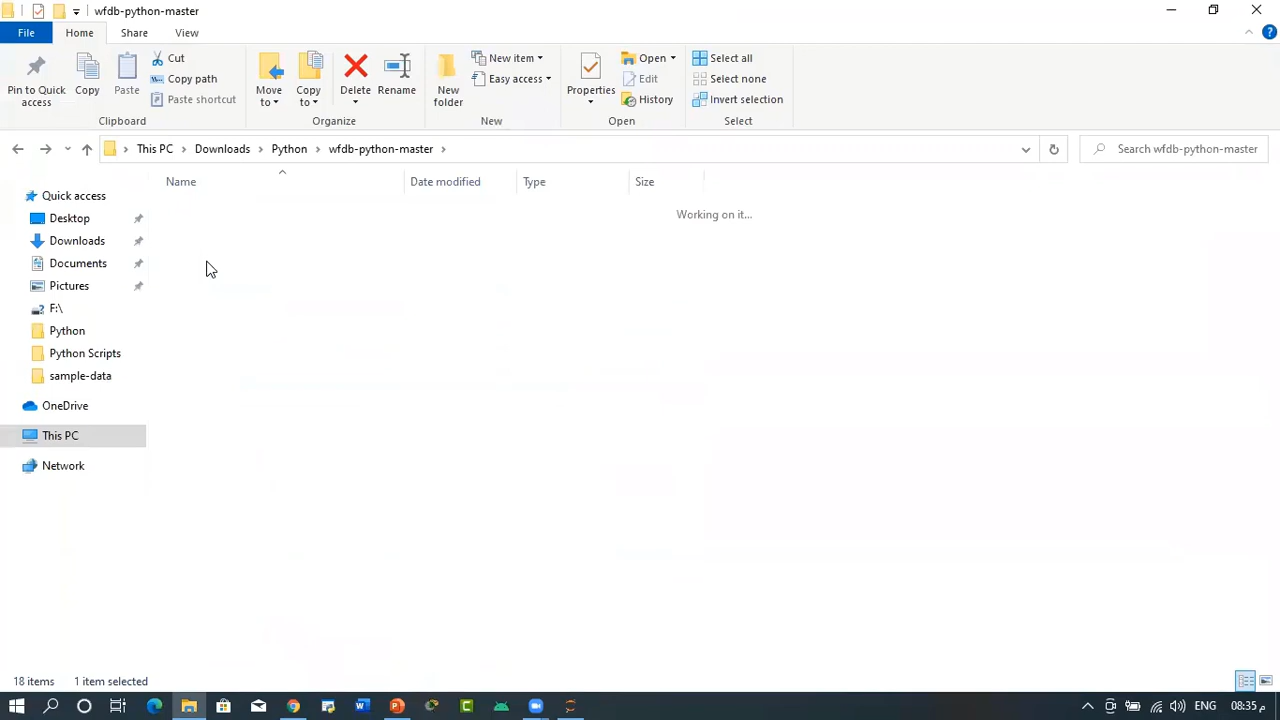 wfdb-python-master
File Home Share View
Pin to Quick access
Copy
Paste
Cut
Copy path
Paste shortcut
Clipboard
Move to
Copy to
Delete
Rename
Organize
New folder
New item
Easy access
New
Properties
Open
Edit
History
Open
Select all
Select none
Invert selection
Select
This PC Downloads Python wfdb-python-master
Search wfdb-python-master
Name Date modified Type Size
Working on it...
Quick access
Desktop
Downloads
Documents
Pictures
F:\
Python
Python Scripts
sample-data
OneDrive
This PC
Network
18 items 1 item selected
ENG 08:35 م